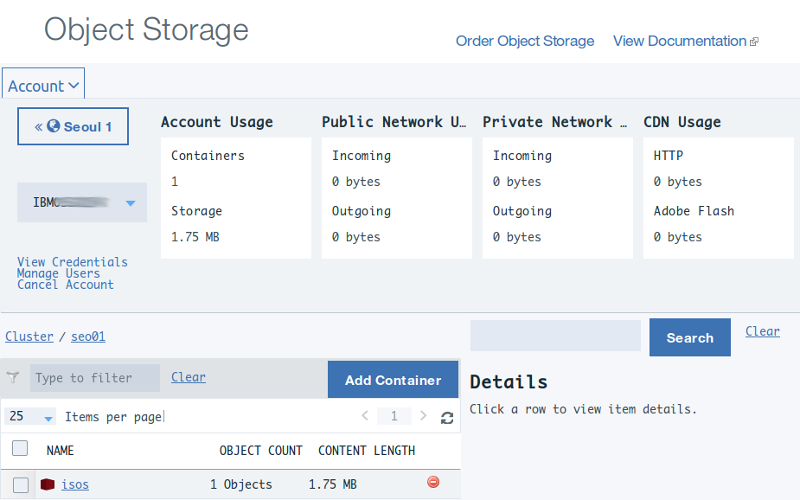 Object Storage
Order Object Storage View Documentation
Account
« Seoul 1
Account Usage
Containers
1
Storage
1.75 MB
Public Network U…
Incoming
0 bytes
Outgoing
0 bytes
Private Network …
Incoming
0 bytes
Outgoing
0 bytes
CDN Usage
HTTP
0 bytes
Adobe Flash
0 bytes
View Credentials
Manage Users
Cancel Account
Cluster / seo01
Search Clear
Type to filter Clear Add Container
25 Items per page
1
NAME OBJECT COUNT CONTENT LENGTH
isos 1 Objects 1.75 MB
Details
Click a row to view item details.